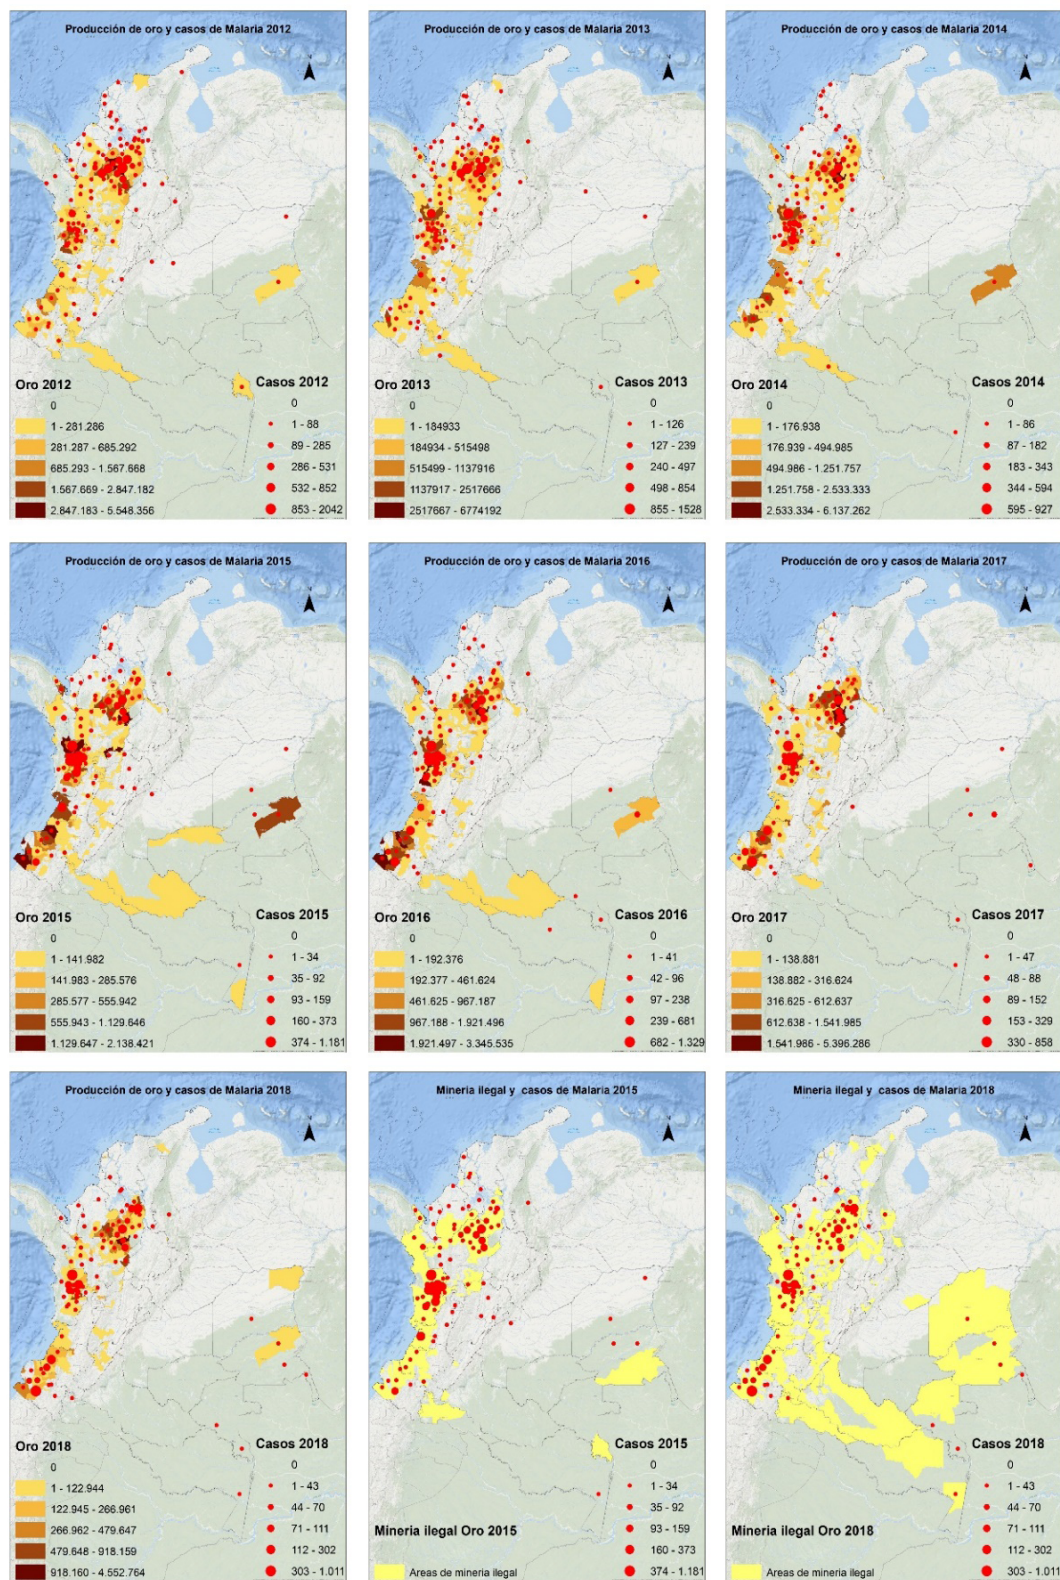 Producción de oro y casos de Malaria 2012
Oro 2012
0
1 - 281.286
281.287 - 685.292
685.293 - 1.567.668
1.567.669 - 2.847.182
2.847.183 - 5.548.356
Casos 2012
0
1 - 88
89 - 285
286 - 531
532 - 852
853 - 2042
Producción de oro y casos de Malaria 2013
Oro 2013
0
1 - 184933
184934 - 515498
515499 - 1137916
1137917 - 2517666
2517667 - 6774192
Casos 2013
0
1 - 126
127 - 239
240 - 497
498 - 854
855 - 1528
Producción de oro y casos de Malaria 2014
Oro 2014
0
1 - 176.938
176.939 - 494.985
494.986 - 1.251.757
1.251.758 - 2.533.333
2.533.334 - 6.137.262
Casos 2014
0
1 - 86
87 - 182
183 - 343
344 - 594
595 - 927
Producción de oro y casos de Malaria 2015
Oro 2015
0
1 - 141.982
141.983 - 285.576
285.577 - 555.942
555.943 - 1.129.646
1.129.647 - 2.138.421
Casos 2015
0
1 - 34
35 - 92
93 - 159
160 - 373
374 - 1.181
Producción de oro y casos de Malaria 2016
Oro 2016
0
1 - 192.376
192.377 - 461.624
461.625 - 967.187
967.188 - 1.921.496
1.921.497 - 3.345.535
Casos 2016
0
1 - 41
42 - 96
97 - 238
239 - 681
682 - 1.329
Producción de oro y casos de Malaria 2017
Oro 2017
0
1 - 138.881
138.882 - 316.624
316.625 - 612.637
612.638 - 1.541.985
1.541.986 - 5.396.286
Casos 2017
0
1 - 47
48 - 88
89 - 152
153 - 329
330 - 858
Producción de oro y casos de Malaria 2018
Oro 2018
0
1 - 122.944
122.945 - 266.961
266.962 - 479.647
479.648 - 918.159
918.160 - 4.552.764
Casos 2018
0
1 - 43
44 - 70
71 - 111
112 - 302
303 - 1.011
Mineria ilegal y casos de Malaria 2015
Mineria ilegal Oro 2015
Areas de mineria ilegal
Casos 2015
0
1 - 34
35 - 92
93 - 159
160 - 373
374 - 1.181
Mineria ilegal y casos de Malaria 2018
Mineria ilegal Oro 2018
Areas de mineria ilegal
Casos 2018
0
1 - 43
44 - 70
71 - 111
112 - 302
303 - 1.011